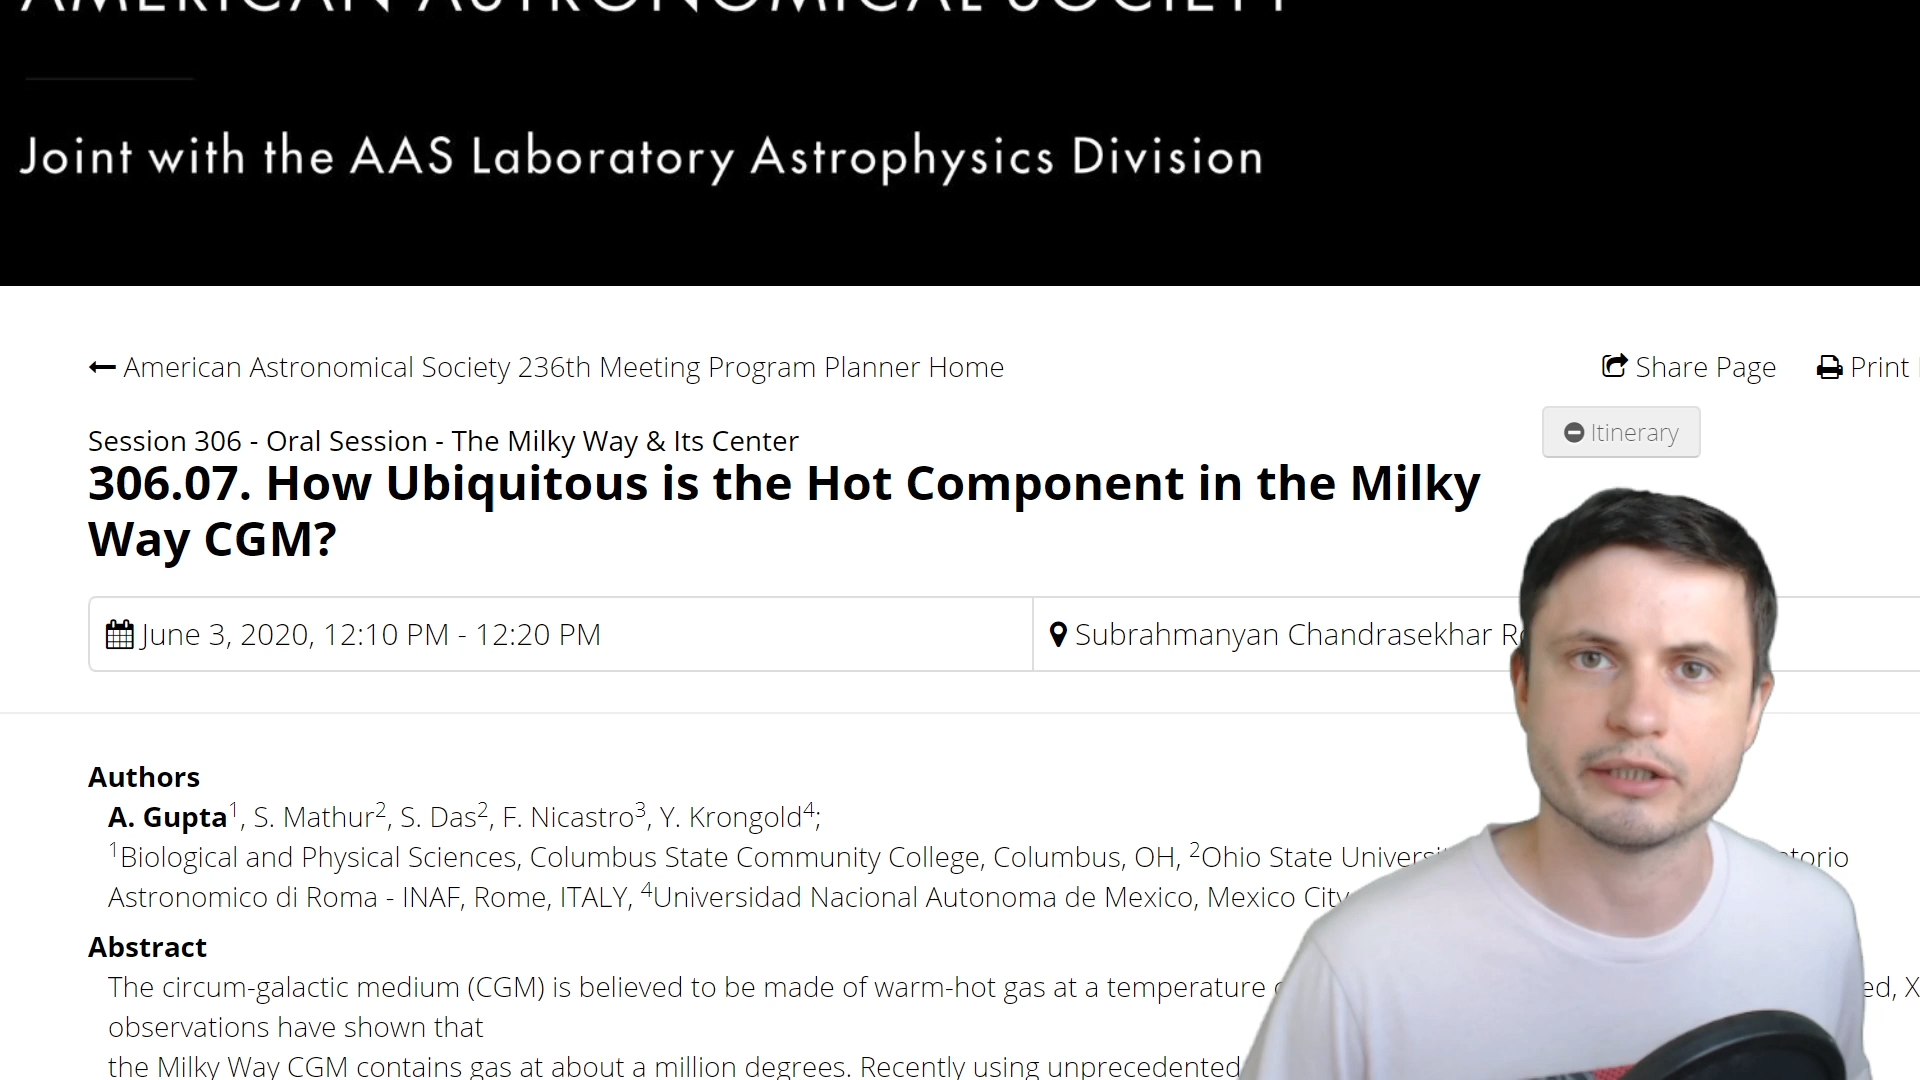 AMERICAN ASTRONOMICAL SOCIETY
Joint with the AAS Laboratory Astrophysics Division
American Astronomical Society 236th Meeting Program Planner Home
Share Page
Print
Itinerary
Session 306 - Oral Session - The Milky Way & Its Center
306.07. How Ubiquitous is the Hot Component in the Milky
Way CGM?
June 3, 2020, 12:10 PM - 12:20 PM
Subrahmanyan Chandrasekhar
Authors
A. Gupta1, S. Mathur2, S. Das2, F. Nicastro3, Y. Krongold4;
1Biological and Physical Sciences, Columbus State Community College, Columbus, OH, 2Ohio State
Astronomico di Roma - INAF, Rome, ITALY, 4Universidad Nacional Autonoma de Mexico, Mexico City
Abstract
The circum-galactic medium (CGM) is believed to be made of warm-hot gas at a temperature
observations have shown that
the Milky Way CGM contains gas at about a million degrees. Recently using unprecedented